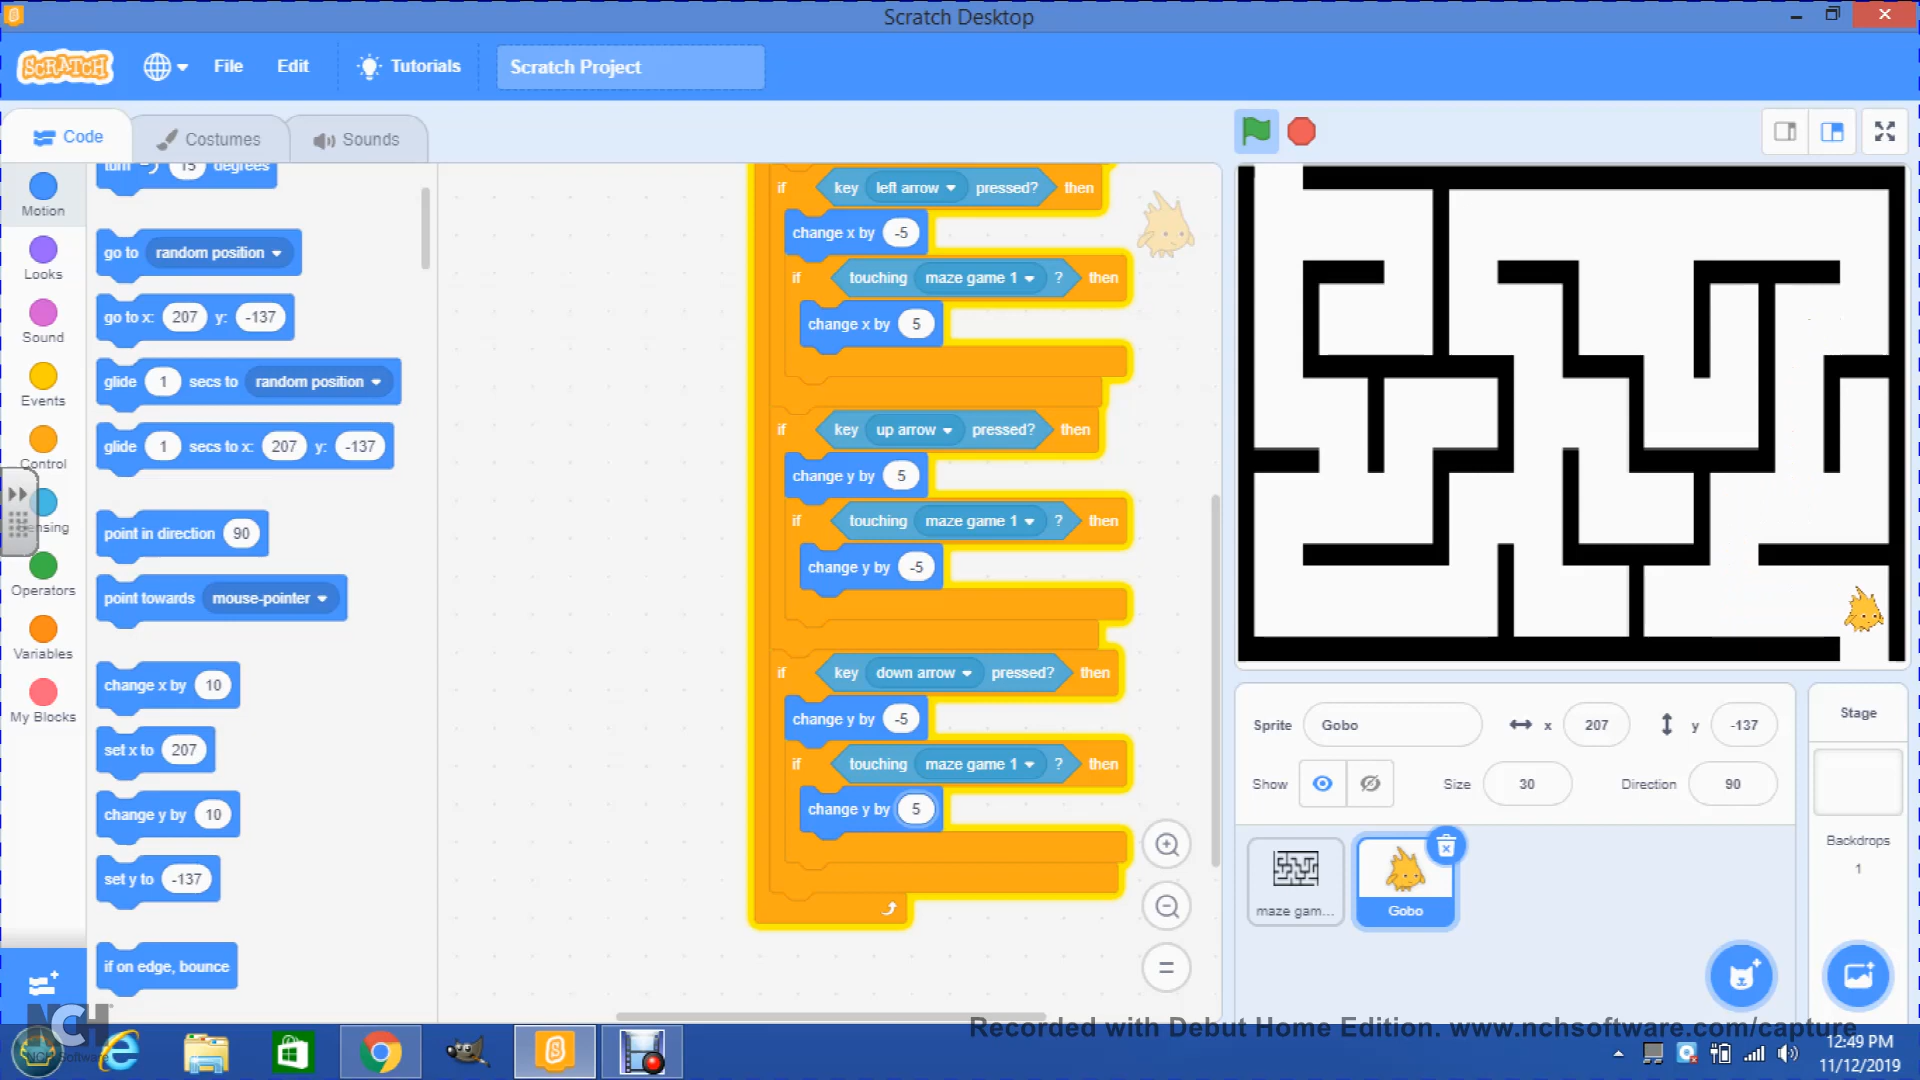 Scratch Desktop
SCRATCH
File
Edit
Tutorials
Scratch Project
Code
Costumes
Sounds
Motion
Looks
Sound
Events
Control
Operators
Variables
My Blocks
turn 15 degrees
go to random position
go to x: 207 y: -137
glide 1 secs to random position
glide 1 secs to x: 207 y: -137
point in direction 90
point towards mouse-pointer
change x by 10
set x to 207
change y by 10
set y to -137
if on edge, bounce
if key left arrow pressed? then
change x by -5
if touching maze game 1 ? then
change x by 5
if key up arrow pressed? then
change y by 5
if touching maze game 1 ? then
change y by -5
if key down arrow pressed? then
change y by -5
if touching maze game 1 ? then
change y by 5
Sprite Gobo x 207 y -137
Show Size 30 Direction 90
maze gam...
Gobo
Stage
Backdrops
1
NCH
NCH Software
Recorded with Debut Home Edition. www.nchsoftware.com/capture
12:49 PM
11/12/2019